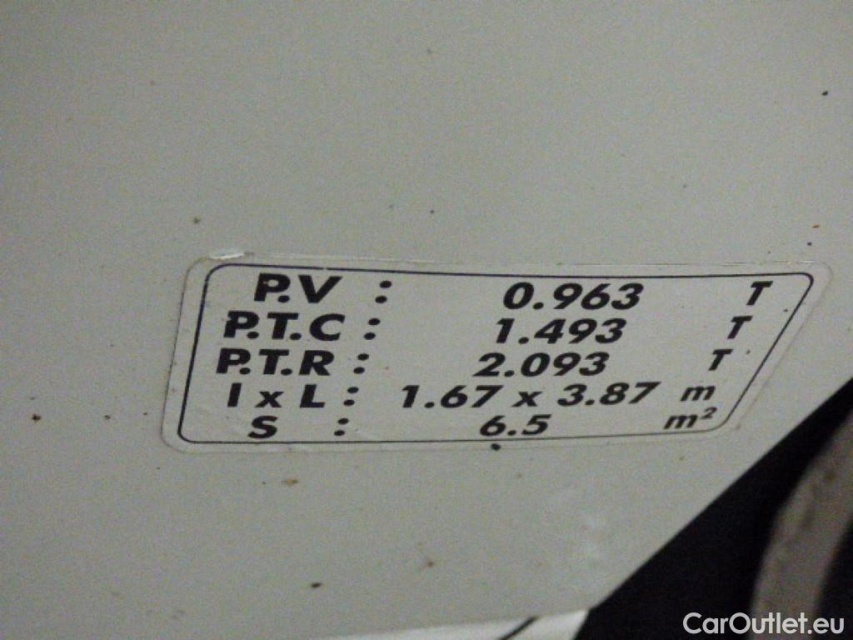 P.V : 0.963 T
P.T.C : 1.493 T
P.T.R : 2.093 T
l x L : 1.67 x 3.87 m
S : 6.5 m²
CarOutlet.eu